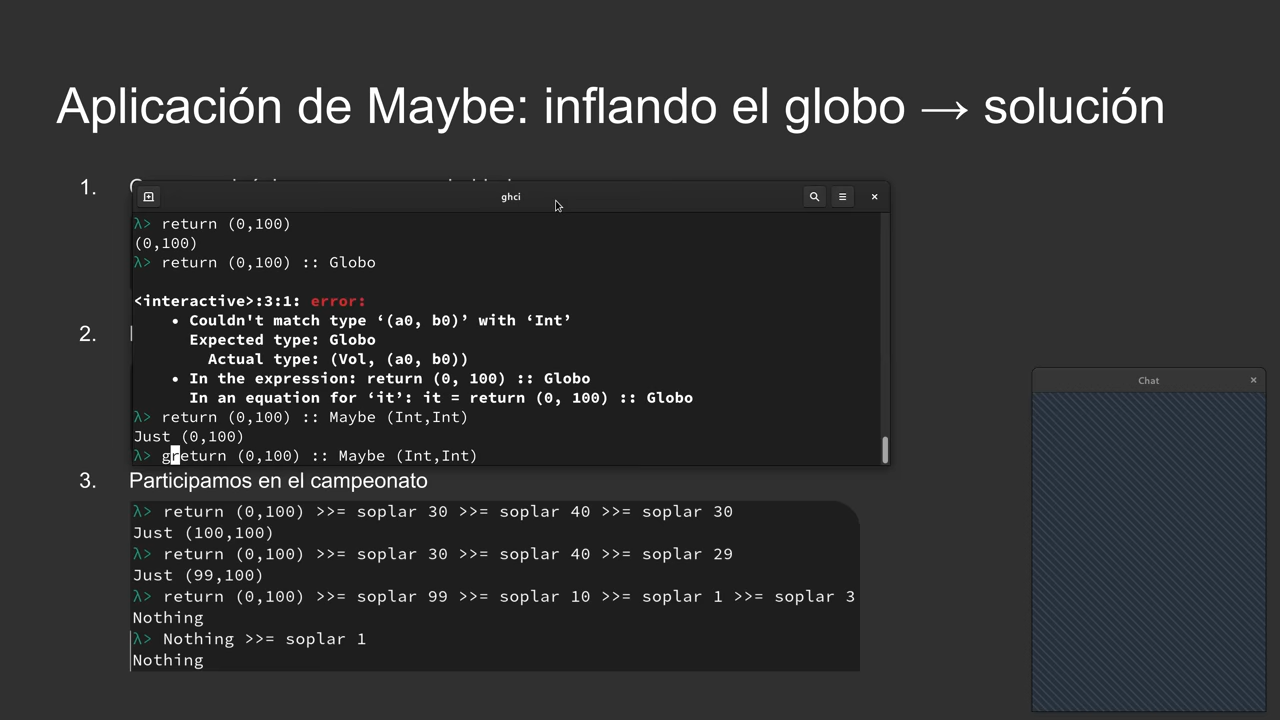 Aplicación de Maybe: inflando el globo → solución
1.
ghci
λ> return (0,100)
(0,100)
λ> return (0,100) :: Globo
<interactive>:3:1: error:
• Couldn't match type ‘(a0, b0)’ with ‘Int’
Expected type: Globo
Actual type: (Vol, (a0, b0))
• In the expression: return (0, 100) :: Globo
In an equation for ‘it’: it = return (0, 100) :: Globo
λ> return (0,100) :: Maybe (Int,Int)
Just (0,100)
λ> greturn (0,100) :: Maybe (Int,Int)
2.
Chat
3. Participamos en el campeonato
λ> return (0,100) >>= soplar 30 >>= soplar 40 >>= soplar 30
Just (100,100)
λ> return (0,100) >>= soplar 30 >>= soplar 40 >>= soplar 29
Just (99,100)
λ> return (0,100) >>= soplar 99 >>= soplar 10 >>= soplar 1 >>= soplar 3
Nothing
λ> Nothing >>= soplar 1
Nothing